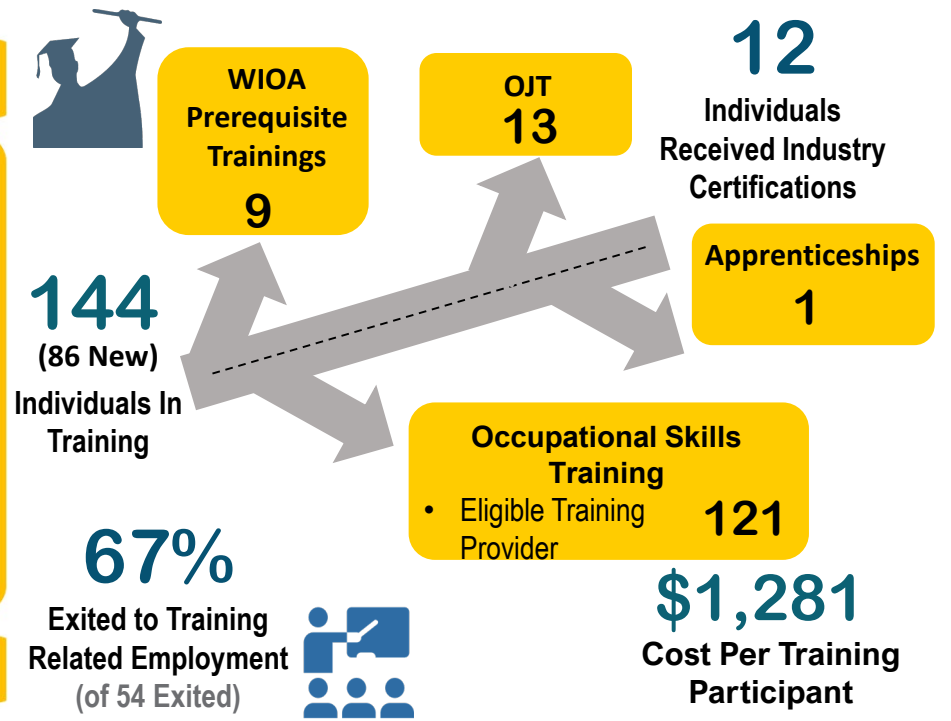 WIOA
Prerequisite
Trainings
9
OJT
13
12
Individuals
Received Industry
Certifications
Apprenticeships
1
144
(86 New)
Individuals In
Training
Occupational Skills
Training
• Eligible Training
Provider
121
67%
Exited to Training
Related Employment
(of 54 Exited)
$1,281
Cost Per Training
Participant